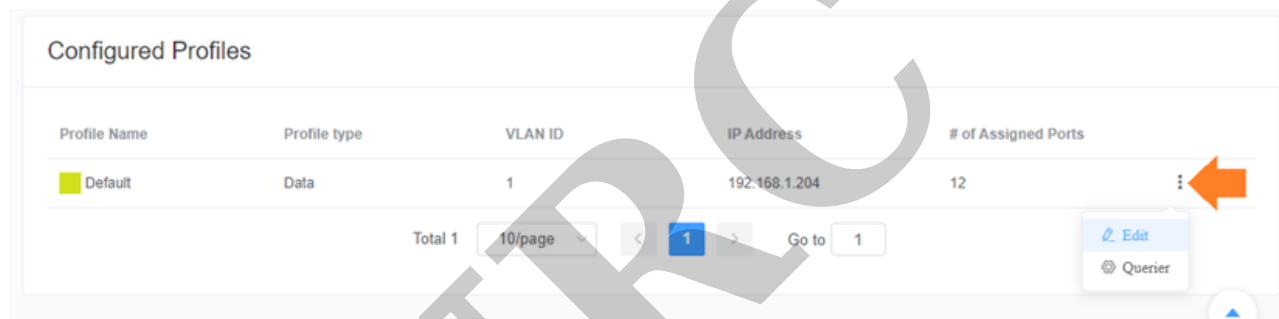 Configured Profiles
Profile Name Profile type VLAN ID IP Address # of Assigned Ports
Default Data 1 192.168.1.204 12
Total 1 10/page 1 Go to 1
Edit
Querier
TRC